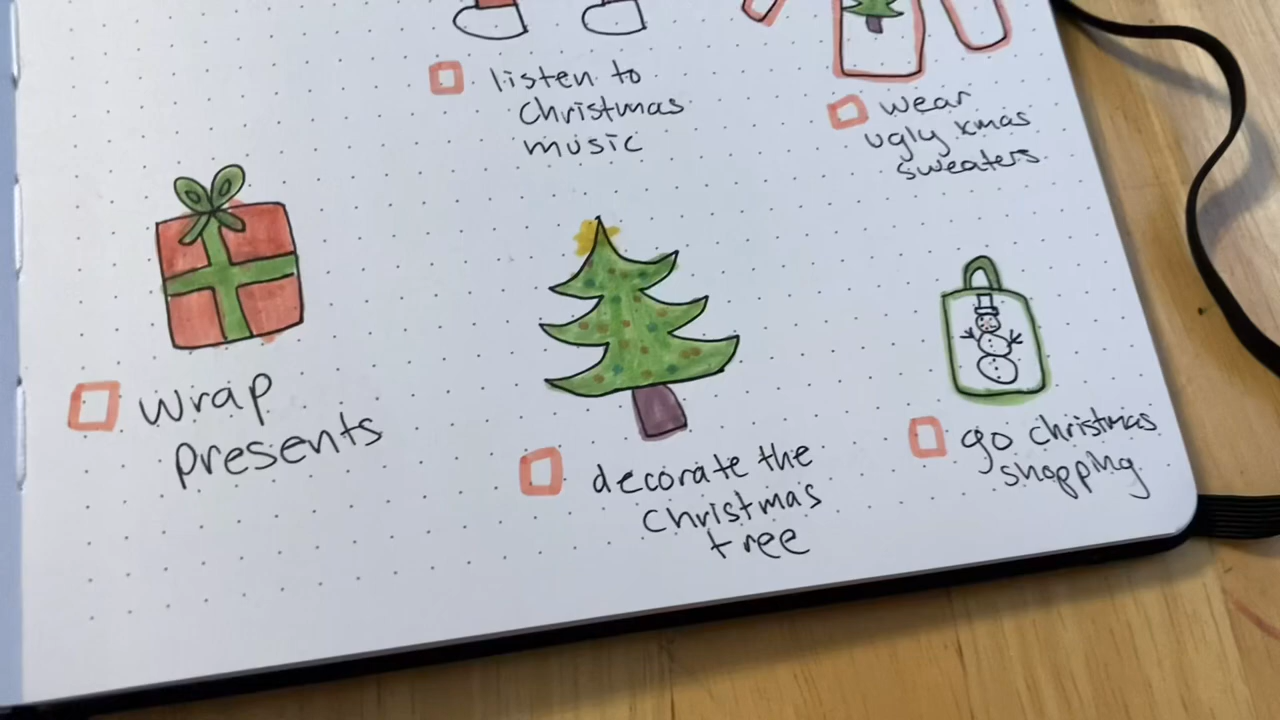 listen to
Christmas
music
wear
ugly xmas
sweaters
wrap
presents
decorate the
Christmas
tree
go christmas
shopping